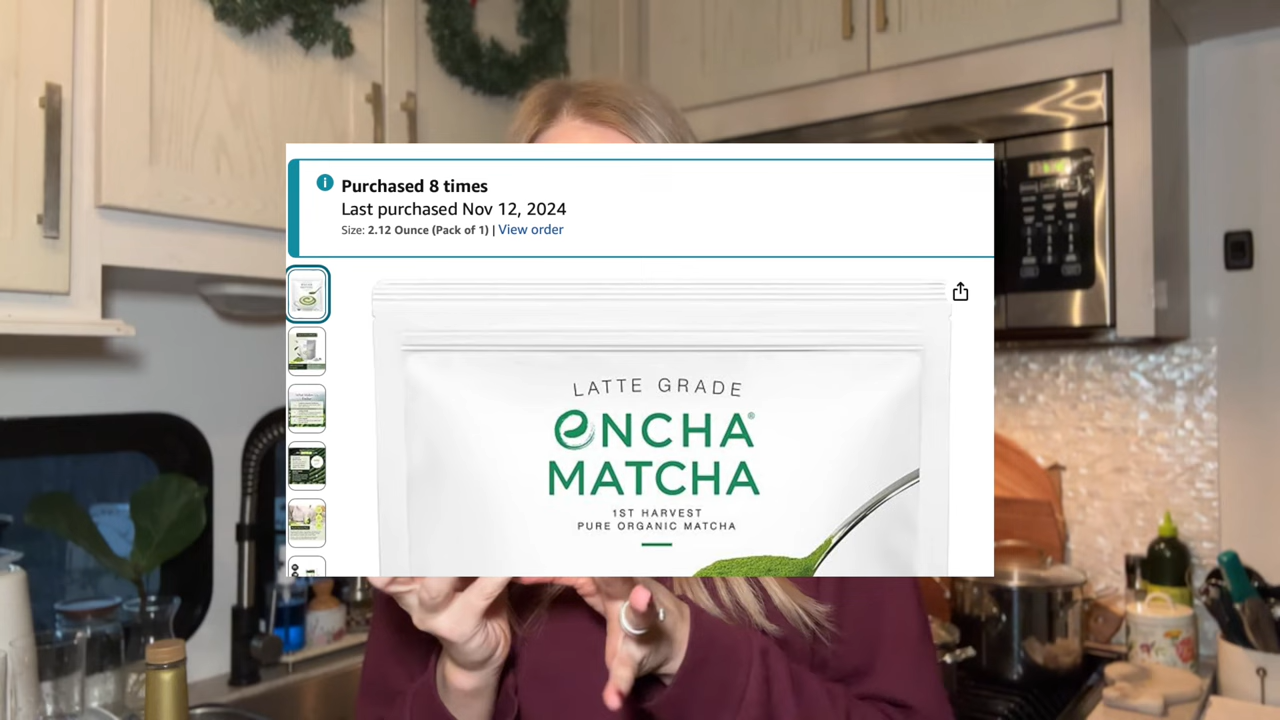 Purchased 8 times
Last purchased Nov 12, 2024
Size: 2.12 Ounce (Pack of 1) | View order
LATTE GRADE
eNCHA®
MATCHA
1ST HARVEST
PURE ORGANIC MATCHA